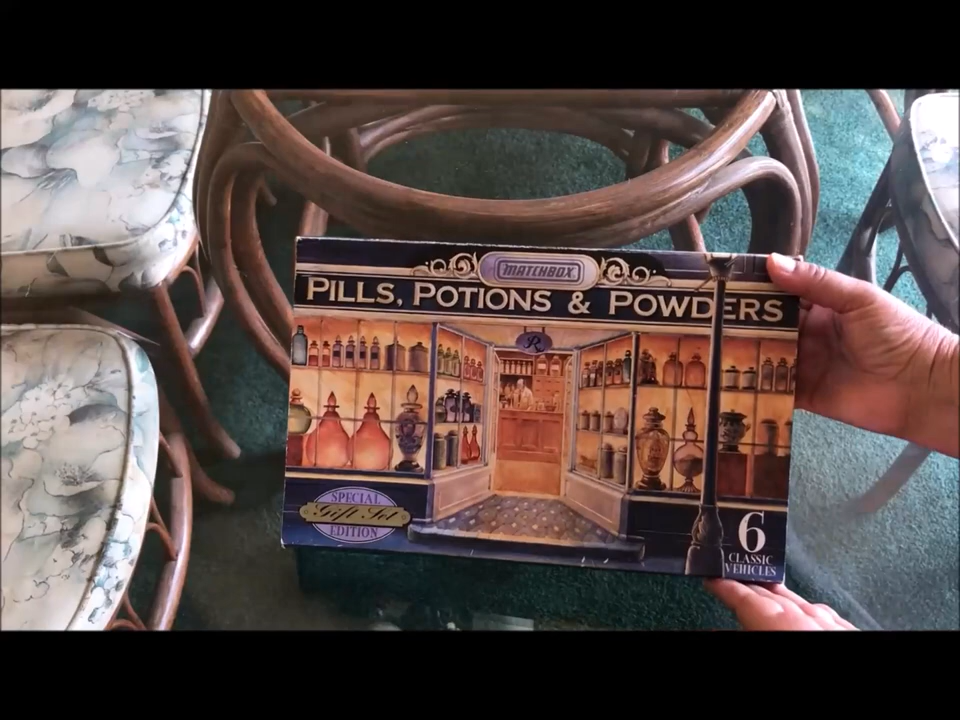 MATCHBOX
PILLS, POTIONS & POWDERS
R
SPECIAL
Gift Set
EDITION
6
CLASSIC
VEHICLES